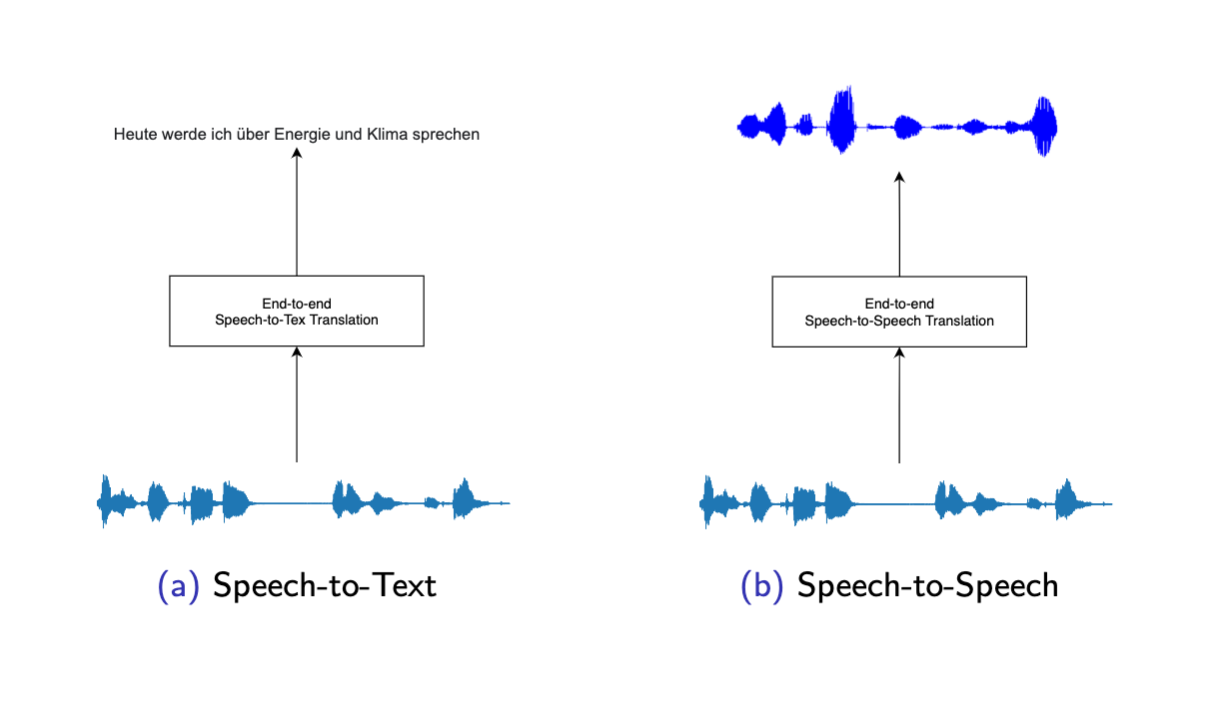 Heute werde ich über Energie und Klima sprechen
End-to-end
Speech-to-Tex Translation
(a) Speech-to-Text
End-to-end
Speech-to-Speech Translation
(b) Speech-to-Speech